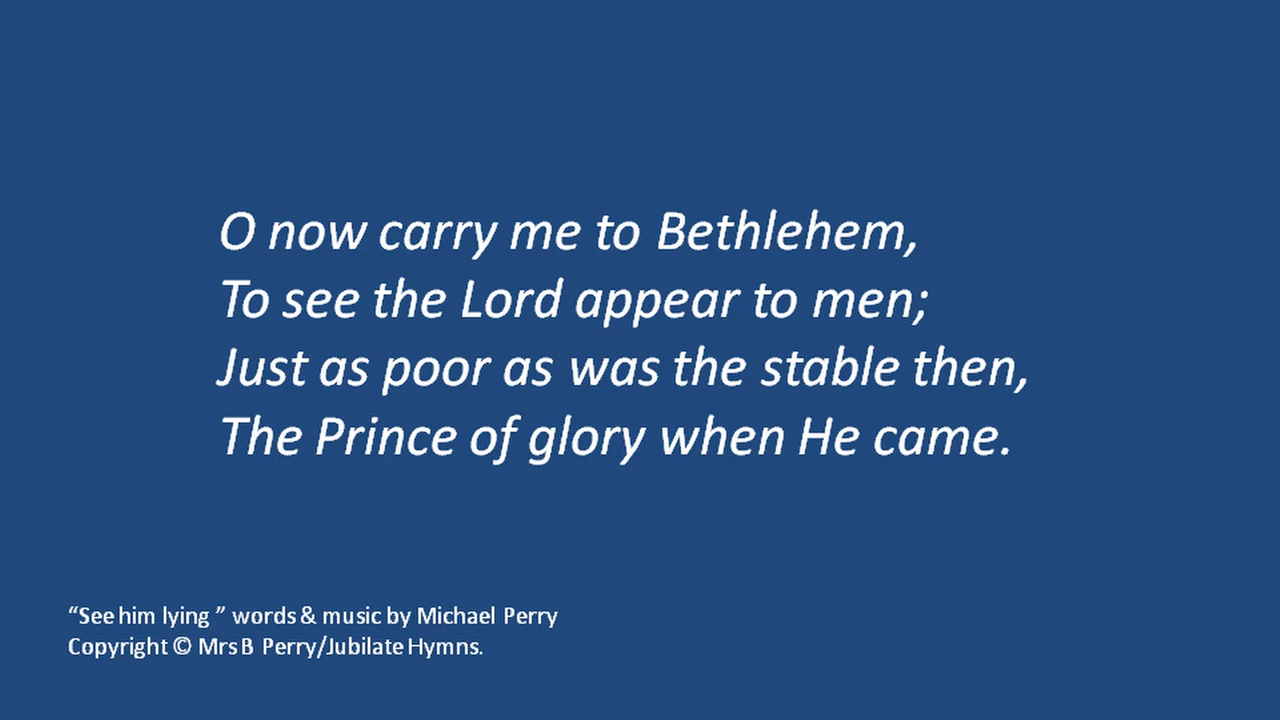 O now carry me to Bethlehem,
To see the Lord appear to men;
Just as poor as was the stable then,
The Prince of glory when He came.
“See him lying ” words & music by Michael Perry
Copyright © Mrs B Perry/Jubilate Hymns.